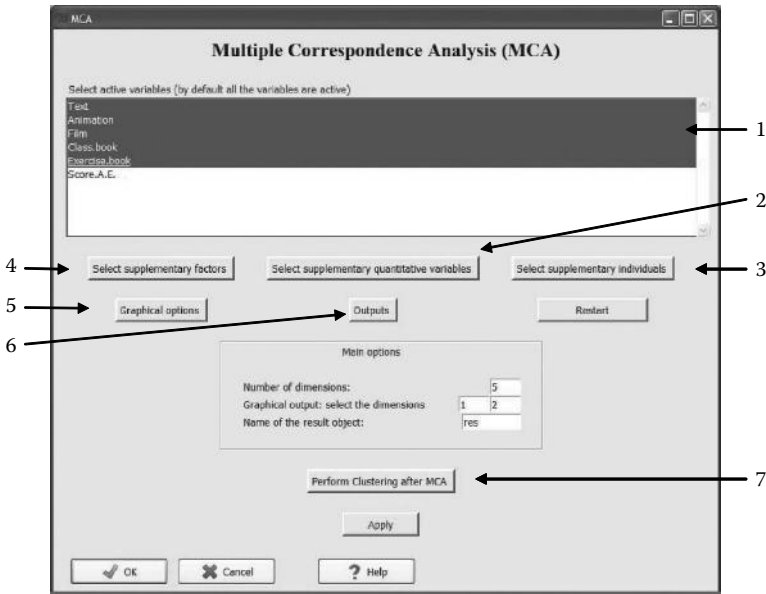 MCA
Multiple Correspondence Analysis (MCA)
Select active variables (by default all the variables are active)
Text
Animation
Film
Class.book
Exercise.book
Score.A.E.
1
2
4
Select supplementary factors
Select supplementary quantitative variables
Select supplementary individuals
3
5
Graphical options
Outputs
Restart
6
Main options
Number of dimensions: 5
Graphical output: select the dimensions 1 2
Name of the result object: res
Perform Clustering after MCA
7
Apply
OK
Cancel
? Help